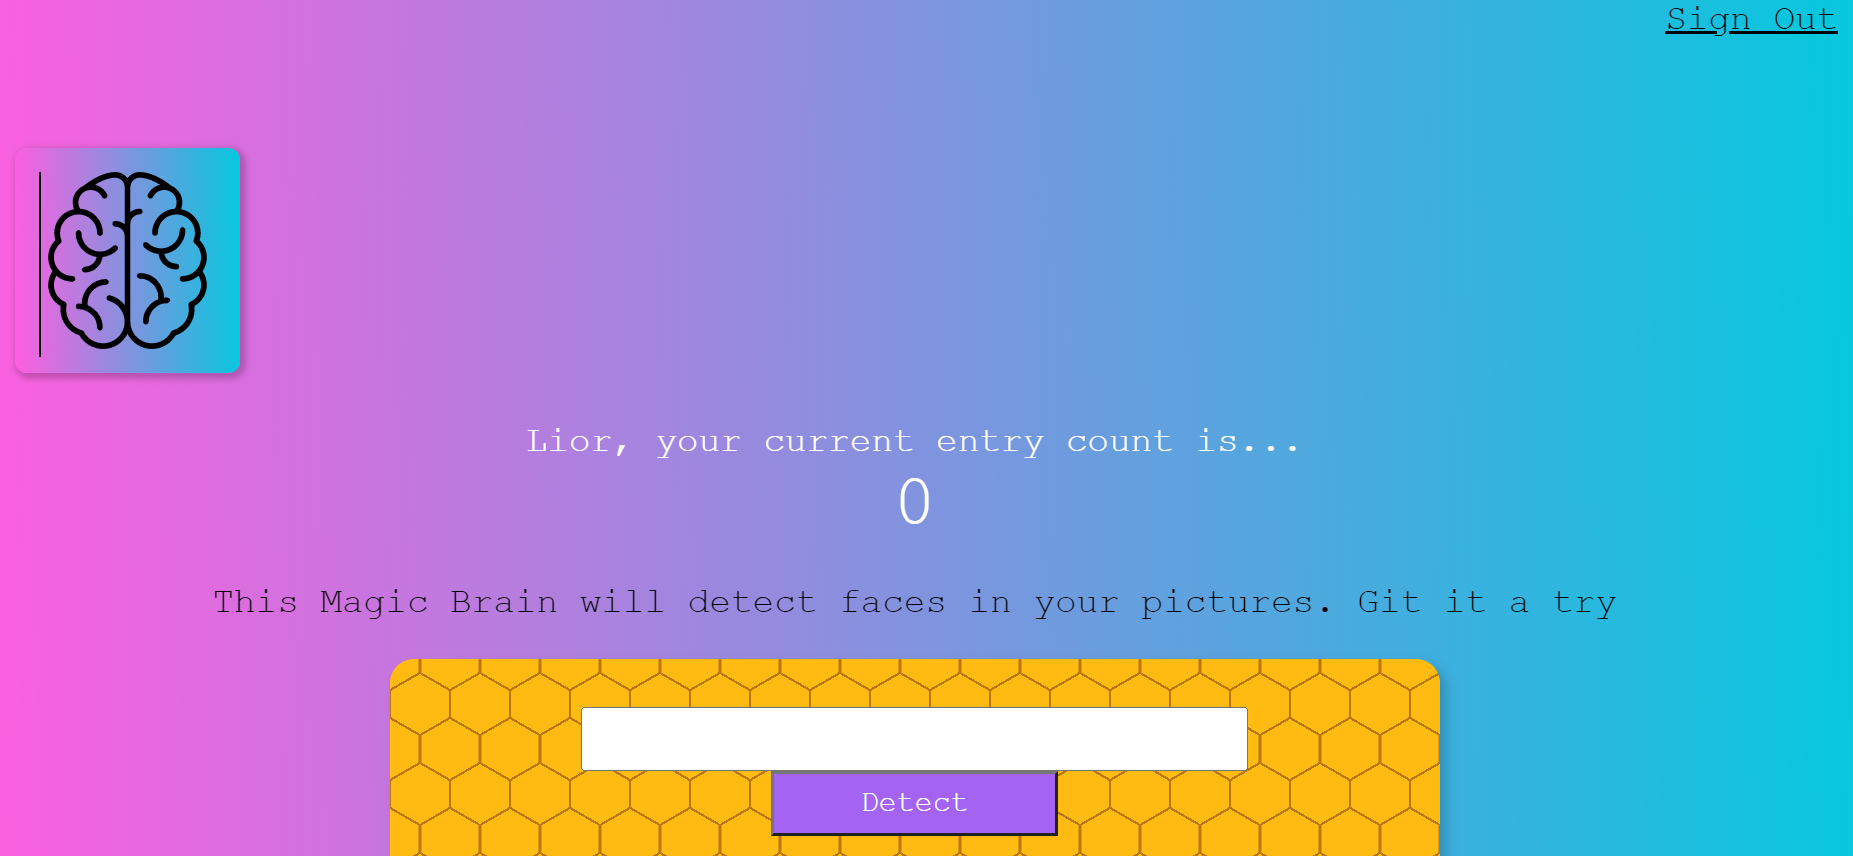 Sign Out
Lior, your current entry count is...
0
This Magic Brain will detect faces in your pictures. Git it a try
Detect